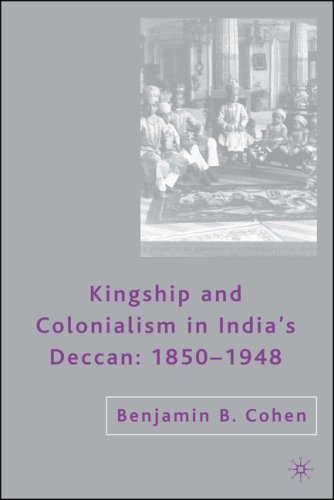 Kingship and
Colonialism in India's
Deccan: 1850–1948
Benjamin B. Cohen